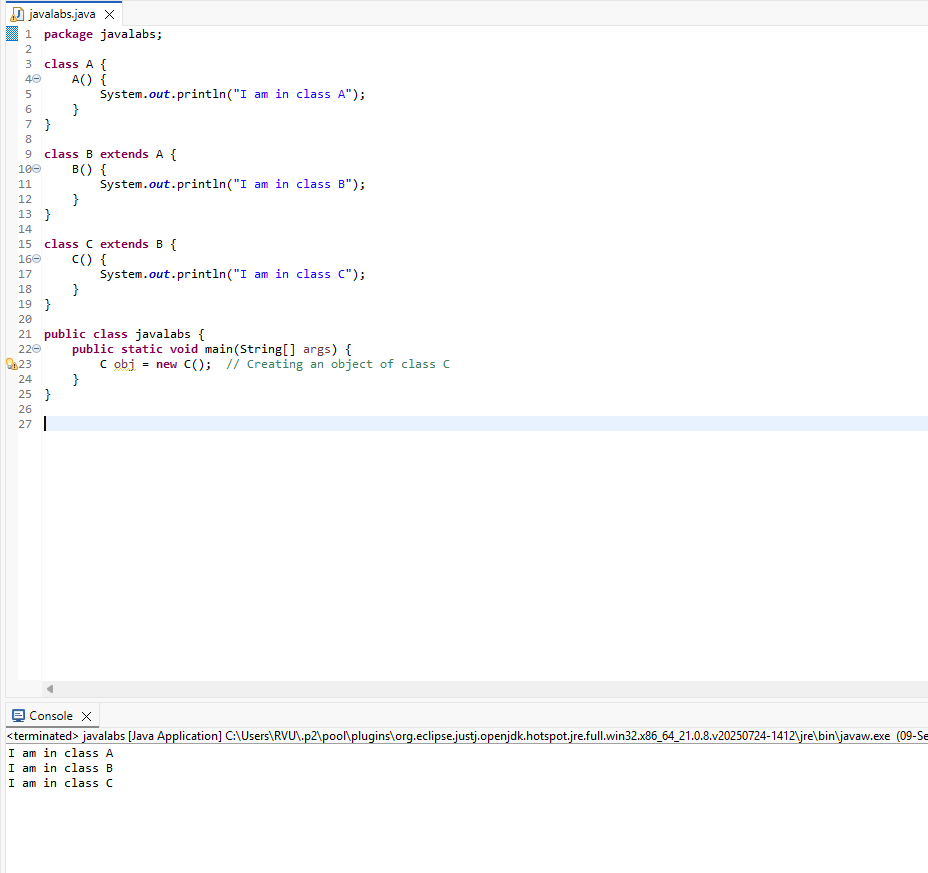 javalabs.java
1 package javalabs;
2
3 class A {
4     A() {
5         System.out.println("I am in class A");
6     }
7 }
8
9 class B extends A {
10     B() {
11         System.out.println("I am in class B");
12     }
13 }
14
15 class C extends B {
16     C() {
17         System.out.println("I am in class C");
18     }
19 }
20
21 public class javalabs {
22     public static void main(String[] args) {
23         C obj = new C();  // Creating an object of class C
24     }
25 }
26
27
Console
<terminated> javalabs [Java Application] C:\Users\RVU\.p2\pool\plugins\org.eclipse.justj.openjdk.hotspot.jre.full.win32.x86_64_21.0.8.v20250724-1412\jre\bin\javaw.exe (09-Se
I am in class A
I am in class B
I am in class C